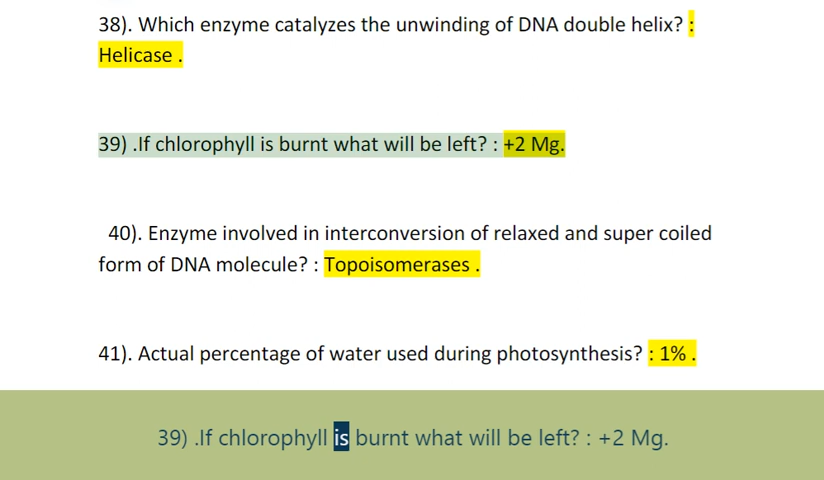 38). Which enzyme catalyzes the unwinding of DNA double helix? :
Helicase .
39) .If chlorophyll is burnt what will be left? : +2 Mg.
40). Enzyme involved in interconversion of relaxed and super coiled
form of DNA molecule? : Topoisomerases .
41). Actual percentage of water used during photosynthesis? : 1% .
39) .If chlorophyll is burnt what will be left? : +2 Mg.